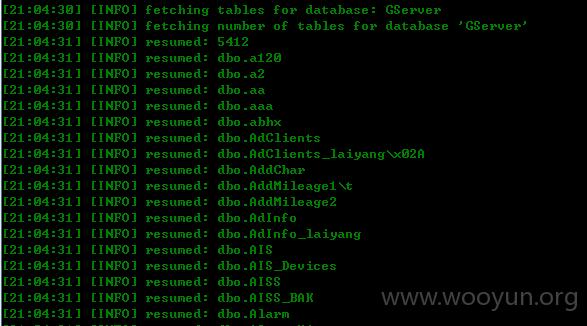 [21:04:30] [INFO] fetching tables for database: GServer
[21:04:30] [INFO] fetching number of tables for database 'GServer'
[21:04:31] [INFO] resumed: 5412
[21:04:31] [INFO] resumed: dbo.a120
[21:04:31] [INFO] resumed: dbo.a2
[21:04:31] [INFO] resumed: dbo.aa
[21:04:31] [INFO] resumed: dbo.aaa
[21:04:31] [INFO] resumed: dbo.abhx
[21:04:31] [INFO] resumed: dbo.AdClients
[21:04:31] [INFO] resumed: dbo.AdClients_laiyang\x02A
[21:04:31] [INFO] resumed: dbo.AddChar
[21:04:31] [INFO] resumed: dbo.AddMileage1\t
[21:04:31] [INFO] resumed: dbo.AddMileage2
[21:04:31] [INFO] resumed: dbo.AdInfo
[21:04:31] [INFO] resumed: dbo.AdInfo_laiyang
[21:04:31] [INFO] resumed: dbo.AIS
[21:04:31] [INFO] resumed: dbo.AIS_Devices
[21:04:31] [INFO] resumed: dbo.AISS
[21:04:31] [INFO] resumed: dbo.AISS_BAK
[21:04:31] [INFO] resumed: dbo.Alarm
www.wooyun.org